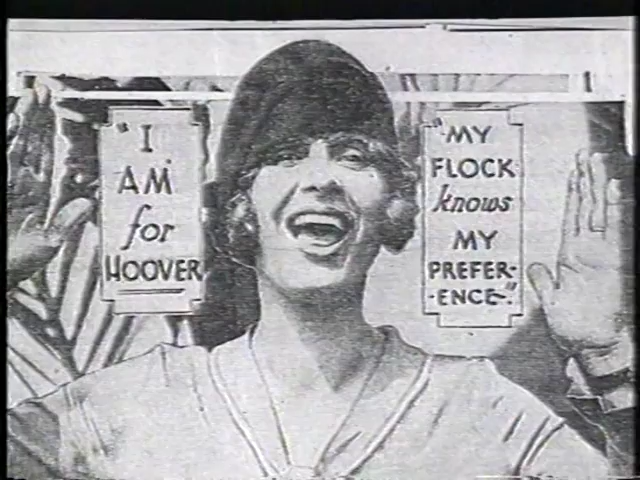 "I
AM
for
HOOVER
"MY
FLOCK
knows
MY
PREFER-
-ENCE."